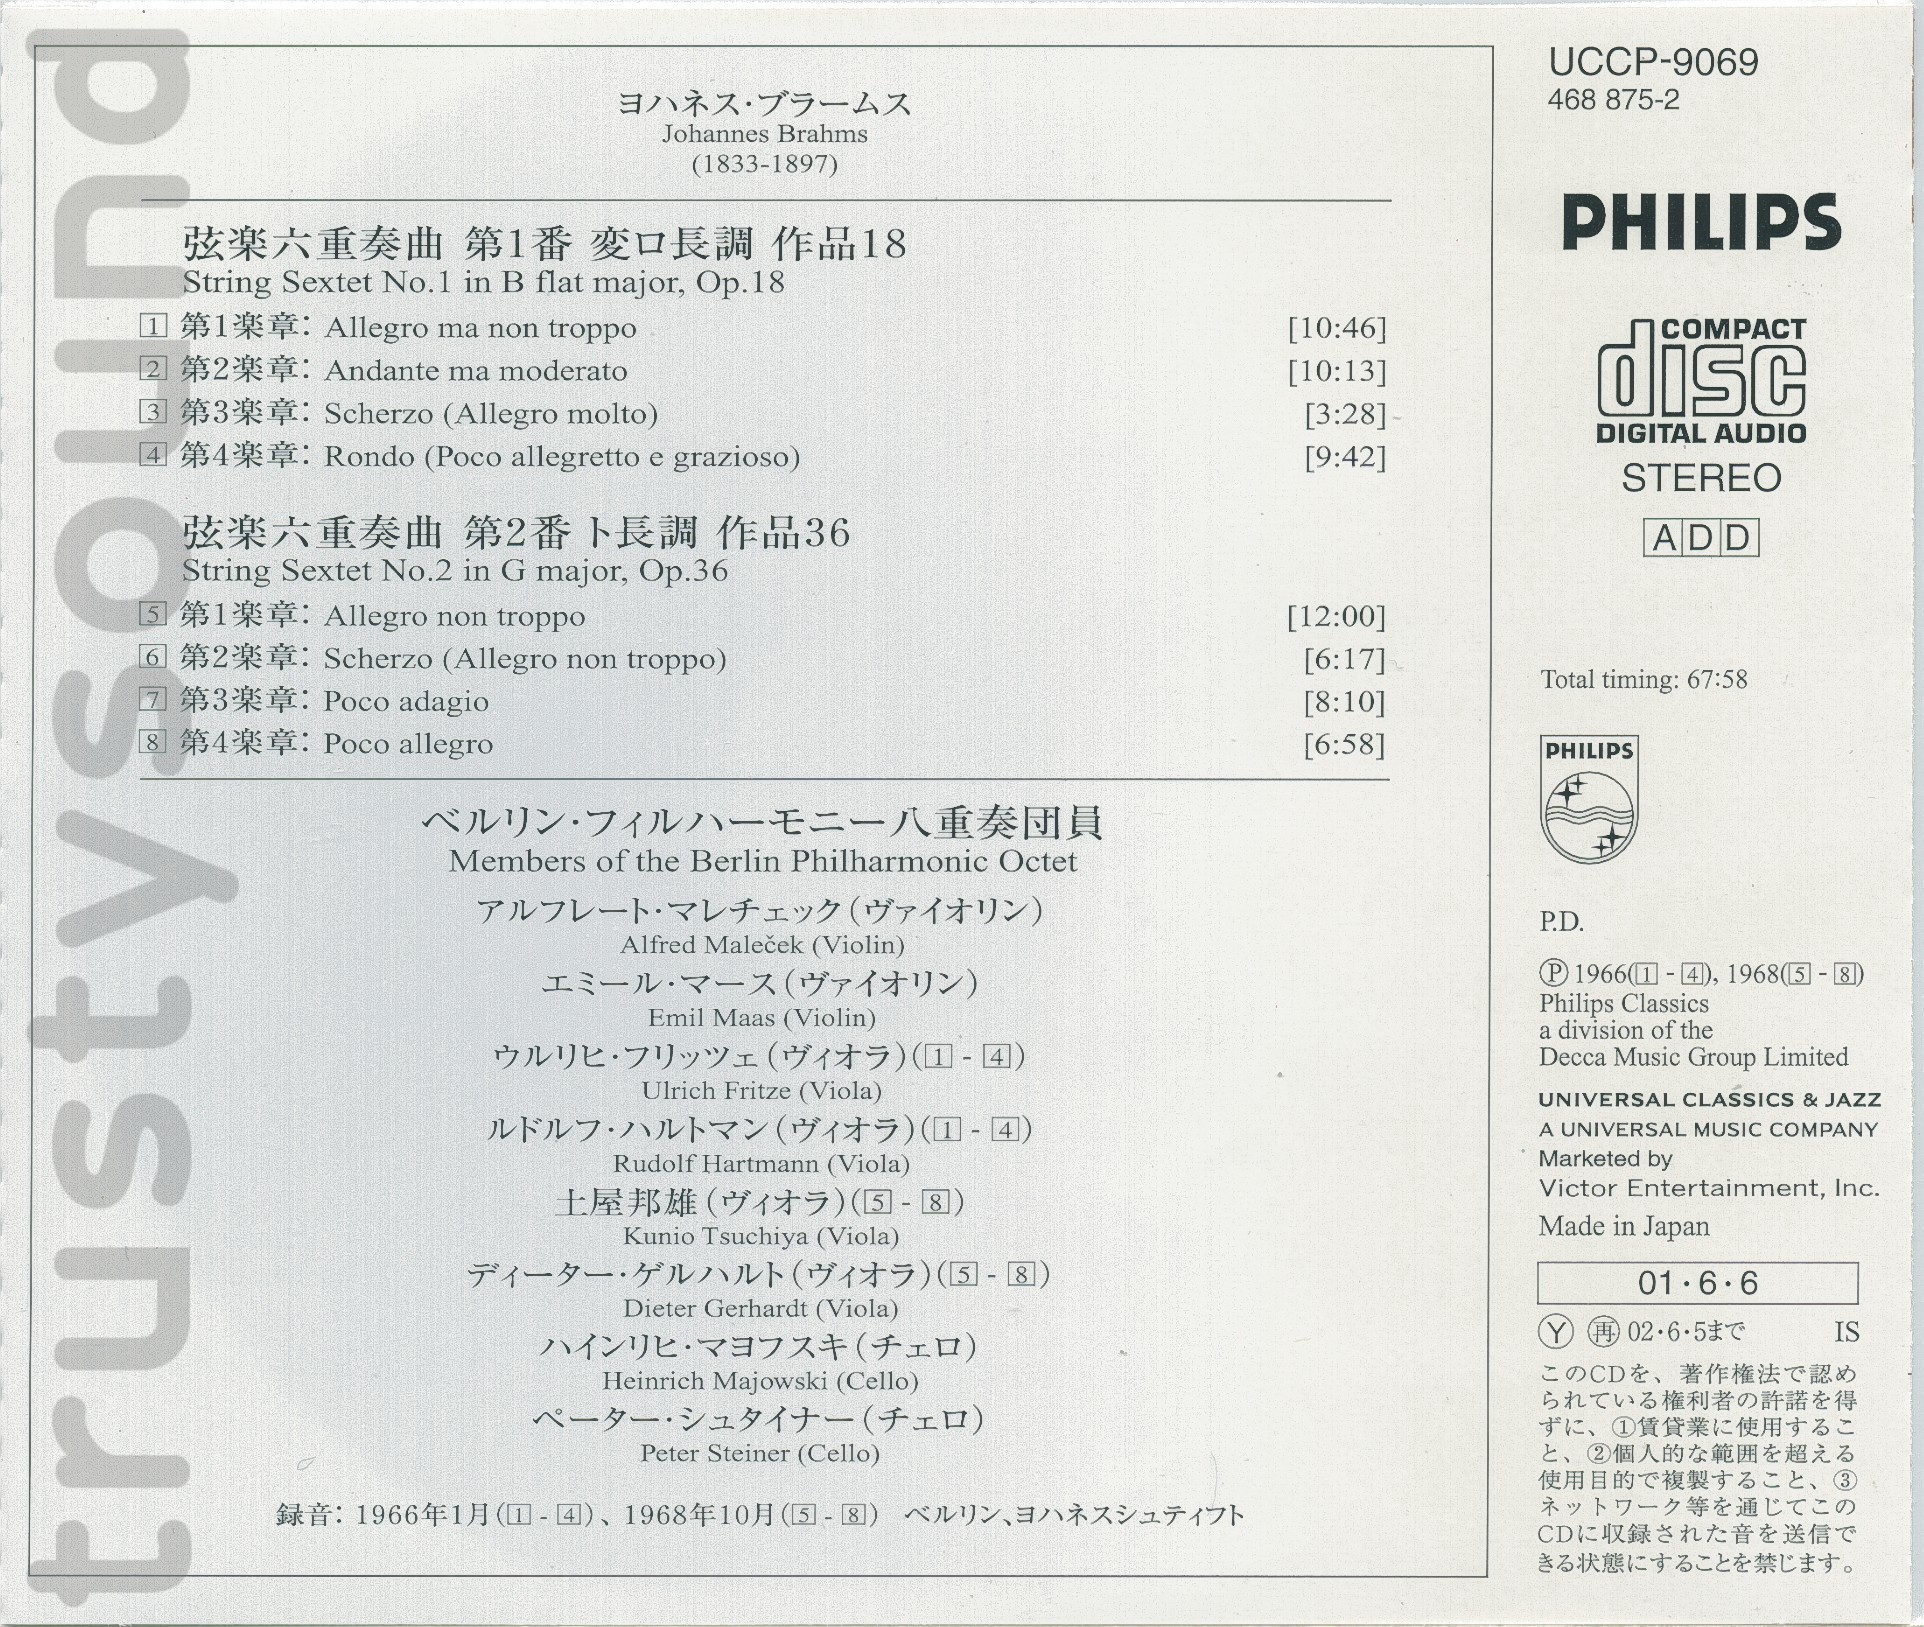 trustysound
ヨハネス・ブラームス
Johannes Brahms
(1833-1897)
弦楽六重奏曲 第1番 変ロ長調 作品18
String Sextet No.1 in B flat major, Op.18
1 第1楽章: Allegro ma non troppo [10:46]
2 第2楽章: Andante ma moderato [10:13]
3 第3楽章: Scherzo (Allegro molto) [3:28]
4 第4楽章: Rondo (Poco allegretto e grazioso) [9:42]
弦楽六重奏曲 第2番 ト長調 作品36
String Sextet No.2 in G major, Op.36
5 第1楽章: Allegro non troppo [12:00]
6 第2楽章: Scherzo (Allegro non troppo) [6:17]
7 第3楽章: Poco adagio [8:10]
8 第4楽章: Poco allegro [6:58]
ベルリン・フィルハーモニー八重奏団員
Members of the Berlin Philharmonic Octet
アルフレート・マレチェック(ヴァイオリン)
Alfred Maleček (Violin)
エミール・マース(ヴァイオリン)
Emil Maas (Violin)
ウルリヒ・フリッツェ(ヴィオラ)(1 - 4)
Ulrich Fritze (Viola)
ルドルフ・ハルトマン(ヴィオラ)(1 - 4)
Rudolf Hartmann (Viola)
土屋邦雄(ヴィオラ)(5 - 8)
Kunio Tsuchiya (Viola)
ディーター・ゲルハルト(ヴィオラ)(5 - 8)
Dieter Gerhardt (Viola)
ハインリヒ・マヨフスキ(チェロ)
Heinrich Majowski (Cello)
ペーター・シュタイナー(チェロ)
Peter Steiner (Cello)
録音: 1966年1月(1 - 4)、1968年10月(5 - 8) ベルリン、ヨハネスシュティフト
UCCP-9069
468 875-2
PHILIPS
COMPACT
disc
DIGITAL AUDIO
STEREO
ADD
Total timing: 67:58
PHILIPS
P.D.
℗ 1966(1 - 4), 1968(5 - 8)
Philips Classics
a division of the
Decca Music Group Limited
UNIVERSAL CLASSICS & JAZZ
A UNIVERSAL MUSIC COMPANY
Marketed by
Victor Entertainment, Inc.
Made in Japan
01・6・6
Ⓨ 再 02・6・5まで IS
このCDを、著作権法で認め
られている権利者の許諾を得
ずに、①賃貸業に使用するこ
と、②個人的な範囲を超える
使用目的で複製すること、③
ネットワーク等を通じてこの
CDに収録された音を送信で
きる状態にすることを禁じます。